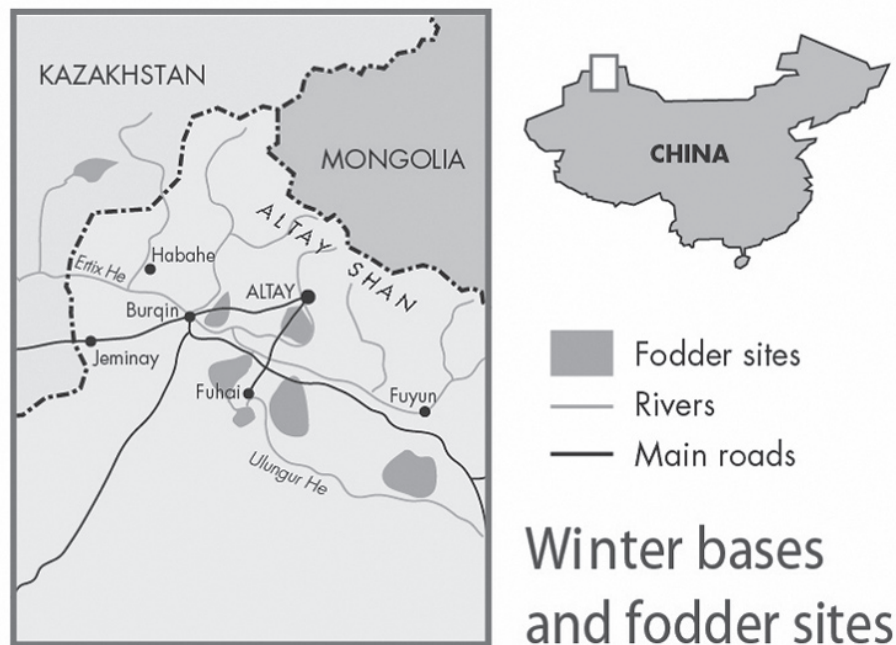 KAZAKHSTAN
MONGOLIA
ALTAY SHAN
Habahe
Ertix He
ALTAY
Burqin
Jeminay
Fuhai
Fuyun
Ulungur He
CHINA
Fodder sites
Rivers
Main roads
Winter bases
and fodder sites